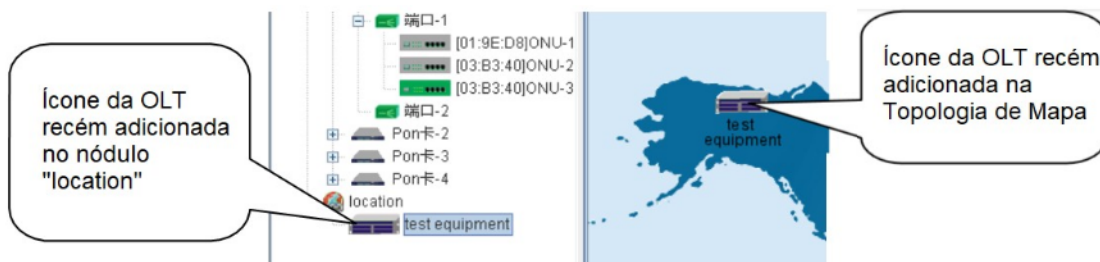 Ícone da OLT
recém adicionada
no nódulo
"location"
端口-1
[01:9E:D8]ONU-1
[03:B3:40]ONU-2
[03:B3:40]ONU-3
端口-2
Pon卡-2
Pon卡-3
Pon卡-4
location
test equipment
test
equipment
Ícone da OLT recém
adicionada na
Topologia de Mapa